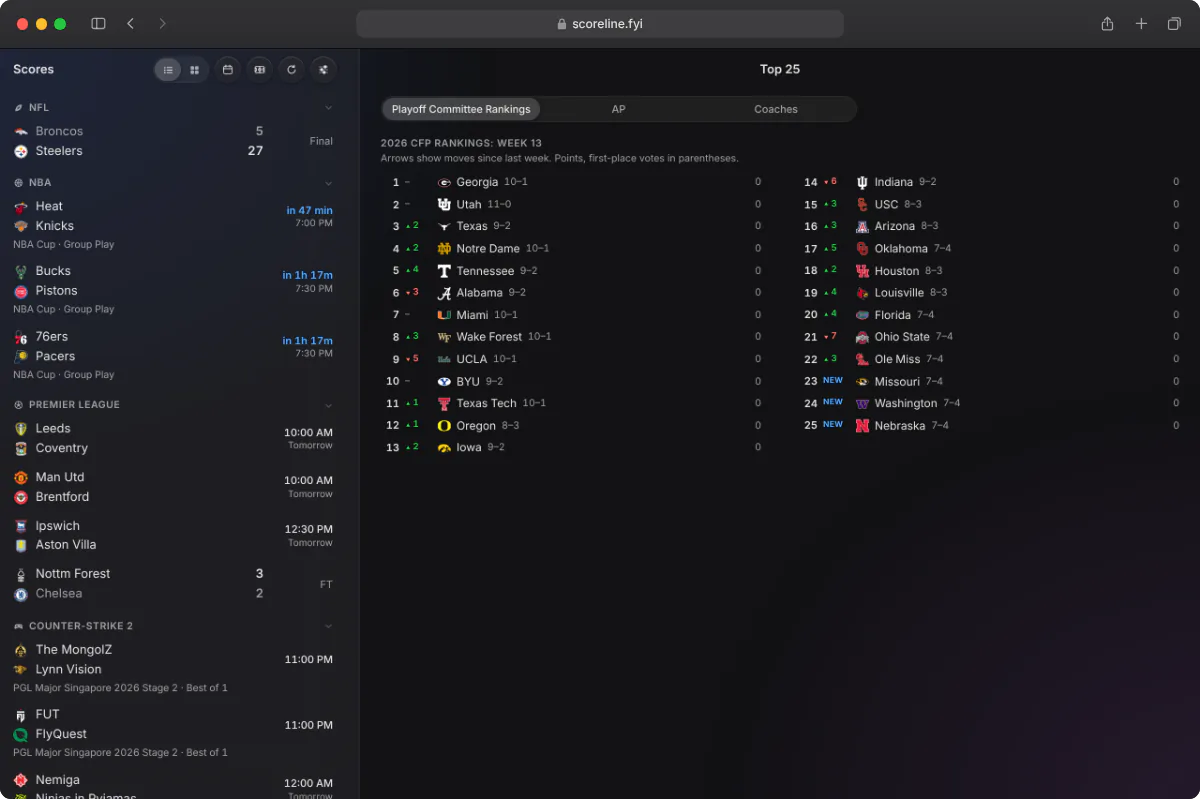 scoreline.fyi
Scores
NFL
Broncos 5
Steelers 27
Final
NBA
Heat in 47 min
Knicks 7:00 PM
NBA Cup · Group Play
Bucks in 1h 17m
Pistons 7:30 PM
NBA Cup · Group Play
76ers in 1h 17m
Pacers 7:30 PM
NBA Cup · Group Play
PREMIER LEAGUE
Leeds 10:00 AM
Coventry Tomorrow
Man Utd 10:00 AM
Brentford Tomorrow
Ipswich 12:30 PM
Aston Villa Tomorrow
Nottm Forest 3
Chelsea 2
FT
COUNTER-STRIKE 2
The MongolZ
Lynn Vision
11:00 PM
PGL Major Singapore 2026 Stage 2 · Best of 1
FUT
FlyQuest
11:00 PM
PGL Major Singapore 2026 Stage 2 · Best of 1
Nemiga 12:00 AM
Ninjas in Pyjamas Tomorrow
Top 25
Playoff Committee Rankings AP Coaches
2026 CFP RANKINGS: WEEK 13
Arrows show moves since last week. Points, first-place votes in parentheses.
1 – Georgia 10–1 0
2 – Utah 11–0 0
3 ▲ 2 Texas 9–2 0
4 ▲ 2 Notre Dame 10–1 0
5 ▲ 4 Tennessee 9–2 0
6 ▼ 3 Alabama 9–2 0
7 – Miami 10–1 0
8 ▲ 3 Wake Forest 10–1 0
9 ▼ 5 UCLA 10–1 0
10 – BYU 9–2 0
11 ▲ 1 Texas Tech 10–1 0
12 ▲ 1 Oregon 8–3 0
13 ▲ 2 Iowa 9–2 0
14 ▼ 6 Indiana 9–2 0
15 ▲ 3 USC 8–3 0
16 ▲ 3 Arizona 8–3 0
17 ▲ 5 Oklahoma 7–4 0
18 ▲ 2 Houston 8–3 0
19 ▲ 4 Louisville 8–3 0
20 ▲ 4 Florida 7–4 0
21 ▼ 7 Ohio State 7–4 0
22 ▲ 3 Ole Miss 7–4 0
23 NEW Missouri 7–4 0
24 NEW Washington 7–4 0
25 NEW Nebraska 7–4 0